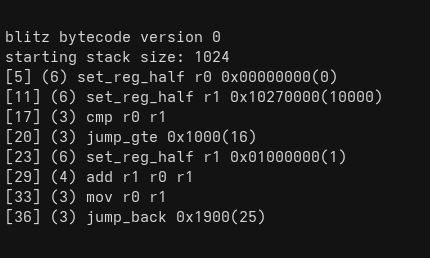 blitz bytecode version 0
starting stack size: 1024
[5] (6) set_reg_half r0 0x00000000(0)
[11] (6) set_reg_half r1 0x10270000(10000)
[17] (3) cmp r0 r1
[20] (3) jump_gte 0x1000(16)
[23] (6) set_reg_half r1 0x01000000(1)
[29] (4) add r1 r0 r1
[33] (3) mov r0 r1
[36] (3) jump_back 0x1900(25)